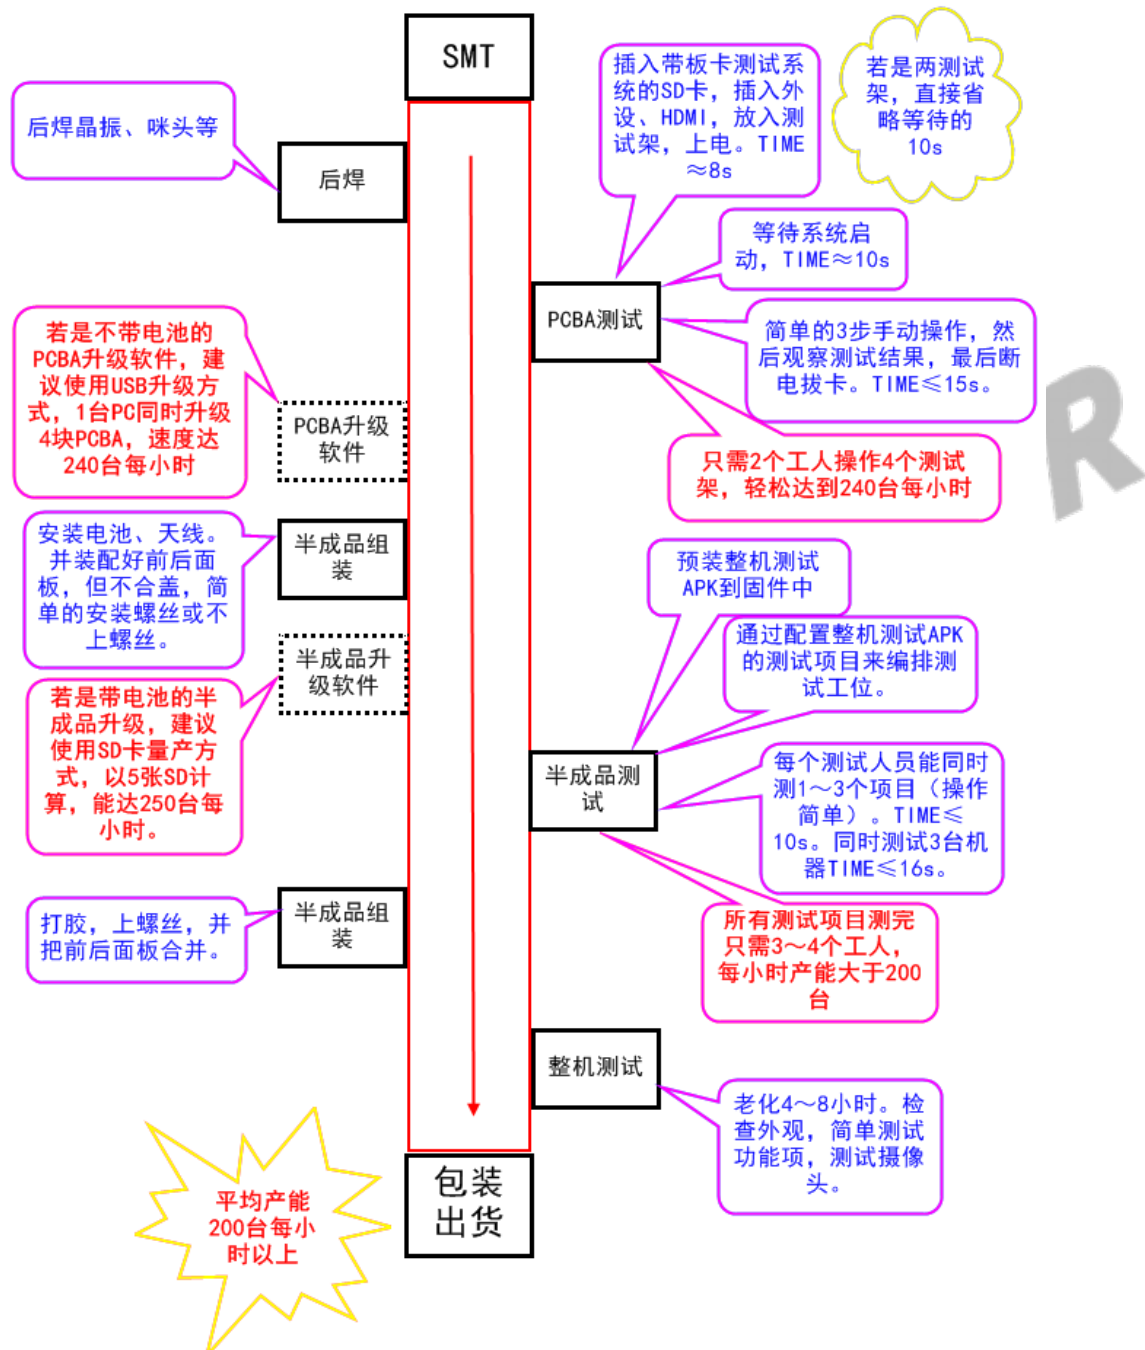 SMT
插入带板卡测试系
统的SD卡，插入外
设、HDMI，放入测
试架，上电。TIME
≈8s
若是两测试
架，直接省
略等待的
10s
后焊晶振、咪头等
后焊
等待系统启
动，TIME≈10s
PCBA测试
简单的3步手动操作，然
后观察测试结果，最后断
电拔卡。TIME≤15s。
若是不带电池的
PCBA升级软件，建
议使用USB升级方
式，1台PC同时升级
4块PCBA，速度达
240台每小时
PCBA升级
软件
只需2个工人操作4个测试
架，轻松达到240台每小时
R
安装电池、天线。
并装配好前后面
板，但不合盖，简
单的安装螺丝或不
上螺丝。
半成品组
装
预装整机测试
APK到固件中
通过配置整机测试APK
的测试项目来编排测
试工位。
半成品升
级软件
若是带电池的半
成品升级，建议
使用SD卡量产方
式，以5张SD计
算，能达250台每
小时。
半成品测
试
每个测试人员能同时
测1～3个项目（操作
简单）。TIME≤
10s。同时测试3台机
器TIME≤16s。
打胶，上螺丝，并
把前后面板合并。
半成品组
装
所有测试项目测完
只需3～4个工人，
每小时产能大于200
台
整机测试
老化4～8小时。检
查外观，简单测试
功能项，测试摄像
头。
平均产能
200台每小
时以上
包装
出货